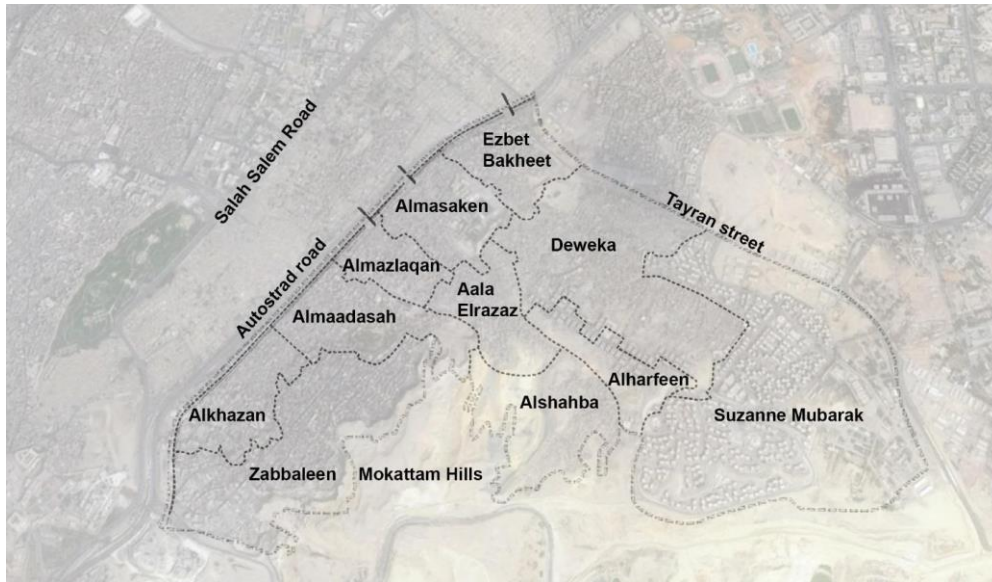 Ezbet
Bakheet
Salah Salem Road
Almasaken
Tayran street
Deweka
Autostrad road
Almazlaqan
Aala
Elrazaz
Almaadasah
Alharfeen
Alkhazan
Alshahba
Suzanne Mubarak
Zabbaleen
Mokattam Hills